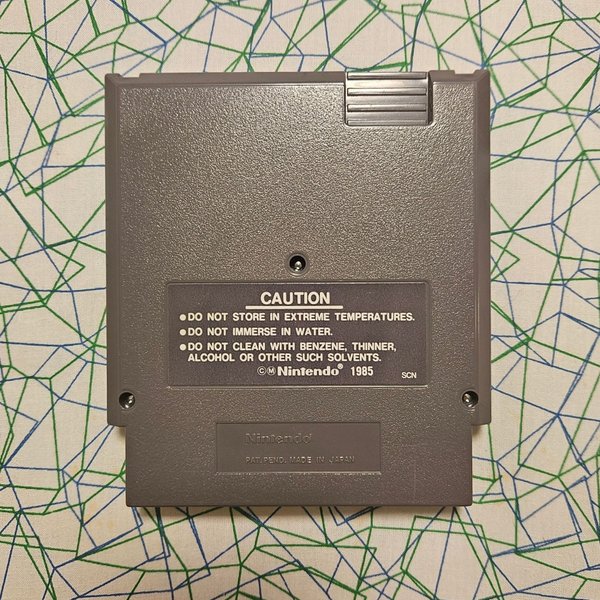 CAUTION
●DO NOT STORE IN EXTREME TEMPERATURES.
●DO NOT IMMERSE IN WATER.
●DO NOT CLEAN WITH BENZENE, THINNER,
ALCOHOL OR OTHER SUCH SOLVENTS.
©Ⓜ Nintendo® 1985 SCN
Nintendo®
PAT. PEND. MADE IN JAPAN